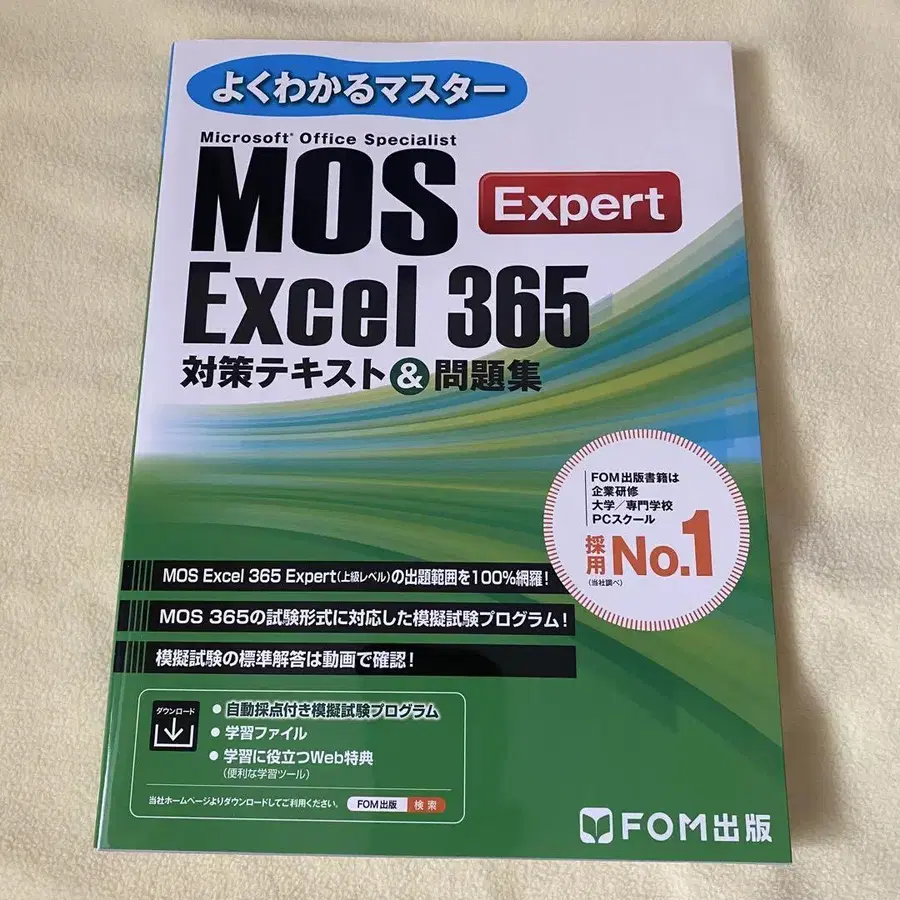 よくわかるマスター
Microsoft® Office Specialist
MOS
Expert
Excel 365
対策テキスト&問題集
FOM出版書籍は
企業研修
大学/専門学校
PCスクール
採用
No.1
(当社調べ)
MOS Excel 365 Expert(上級レベル)の出題範囲を100%網羅!
MOS 365の試験形式に対応した模擬試験プログラム!
模擬試験の標準解答は動画で確認!
ダウンロード
● 自動採点付き模擬試験プログラム
● 学習ファイル
● 学習に役立つWeb特典
(便利な学習ツール)
当社ホームページよりダウンロードしてご利用ください。 FOM出版 検索
FOM出版